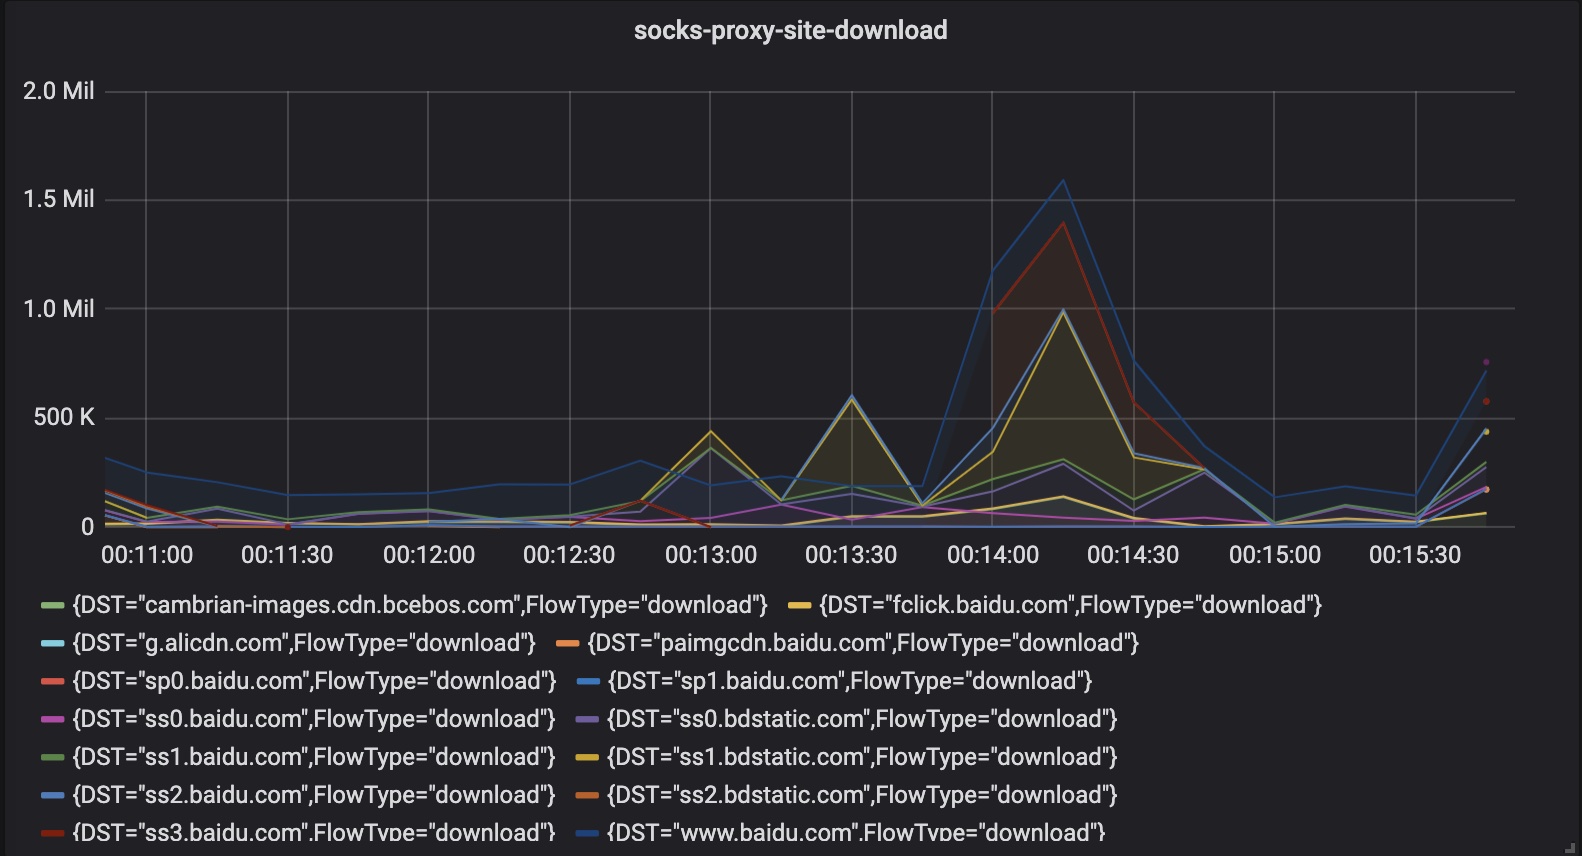 socks-proxy-site-download
2.0 Mil
1.5 Mil
1.0 Mil
500 K
0
00:11:00 00:11:30 00:12:00 00:12:30 00:13:00 00:13:30 00:14:00 00:14:30 00:15:00 00:15:30
{DST="cambrian-images.cdn.bcebos.com",FlowType="download"} {DST="fclick.baidu.com",FlowType="download"}
{DST="g.alicdn.com",FlowType="download"} {DST="paimgcdn.baidu.com",FlowType="download"}
{DST="sp0.baidu.com",FlowType="download"} {DST="sp1.baidu.com",FlowType="download"}
{DST="ss0.baidu.com",FlowType="download"} {DST="ss0.bdstatic.com",FlowType="download"}
{DST="ss1.baidu.com",FlowType="download"} {DST="ss1.bdstatic.com",FlowType="download"}
{DST="ss2.baidu.com",FlowType="download"} {DST="ss2.bdstatic.com",FlowType="download"}
{DST="ss3.baidu.com",FlowType="download"} {DST="www.baidu.com",FlowType="download"}